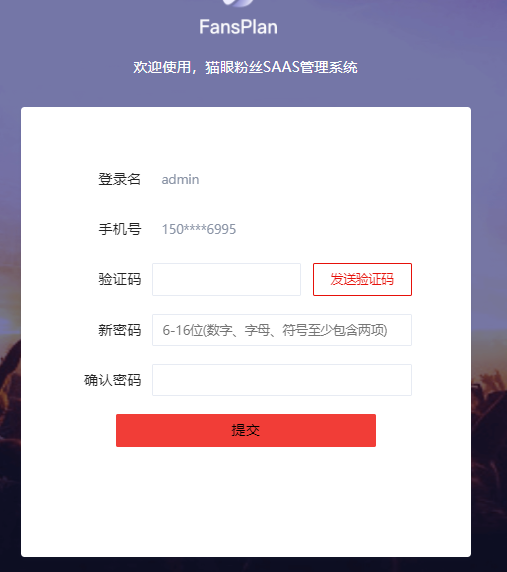 FansPlan
欢迎使用，猫眼粉丝SAAS管理系统
登录名 admin
手机号 150****6995
验证码 发送验证码
新密码 6-16位(数字、字母、符号至少包含两项)
确认密码
提交